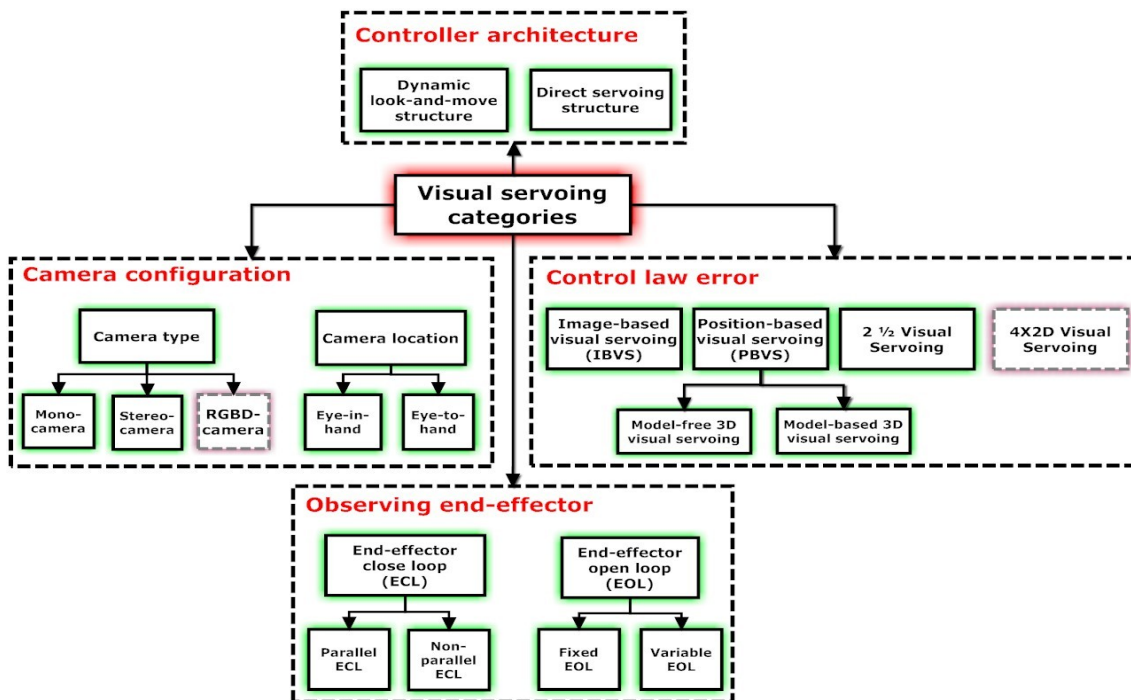 Controller architecture
Dynamic
look-and-move
structure
Direct servoing
structure
Visual servoing
categories
Camera configuration
Camera type
Mono-
camera
Stereo-
camera
RGBD-
camera
Camera location
Eye-in-
hand
Eye-to-
hand
Control law error
Image-based
visual servoing
(IBVS)
Position-based
visual servoing
(PBVS)
2 ½ Visual
Servoing
4X2D Visual
Servoing
Model-free 3D
visual servoing
Model-based 3D
visual servoing
Observing end-effector
End-effector
close loop
(ECL)
Parallel
ECL
Non-
parallel
ECL
End-effector
open loop
(EOL)
Fixed
EOL
Variable
EOL